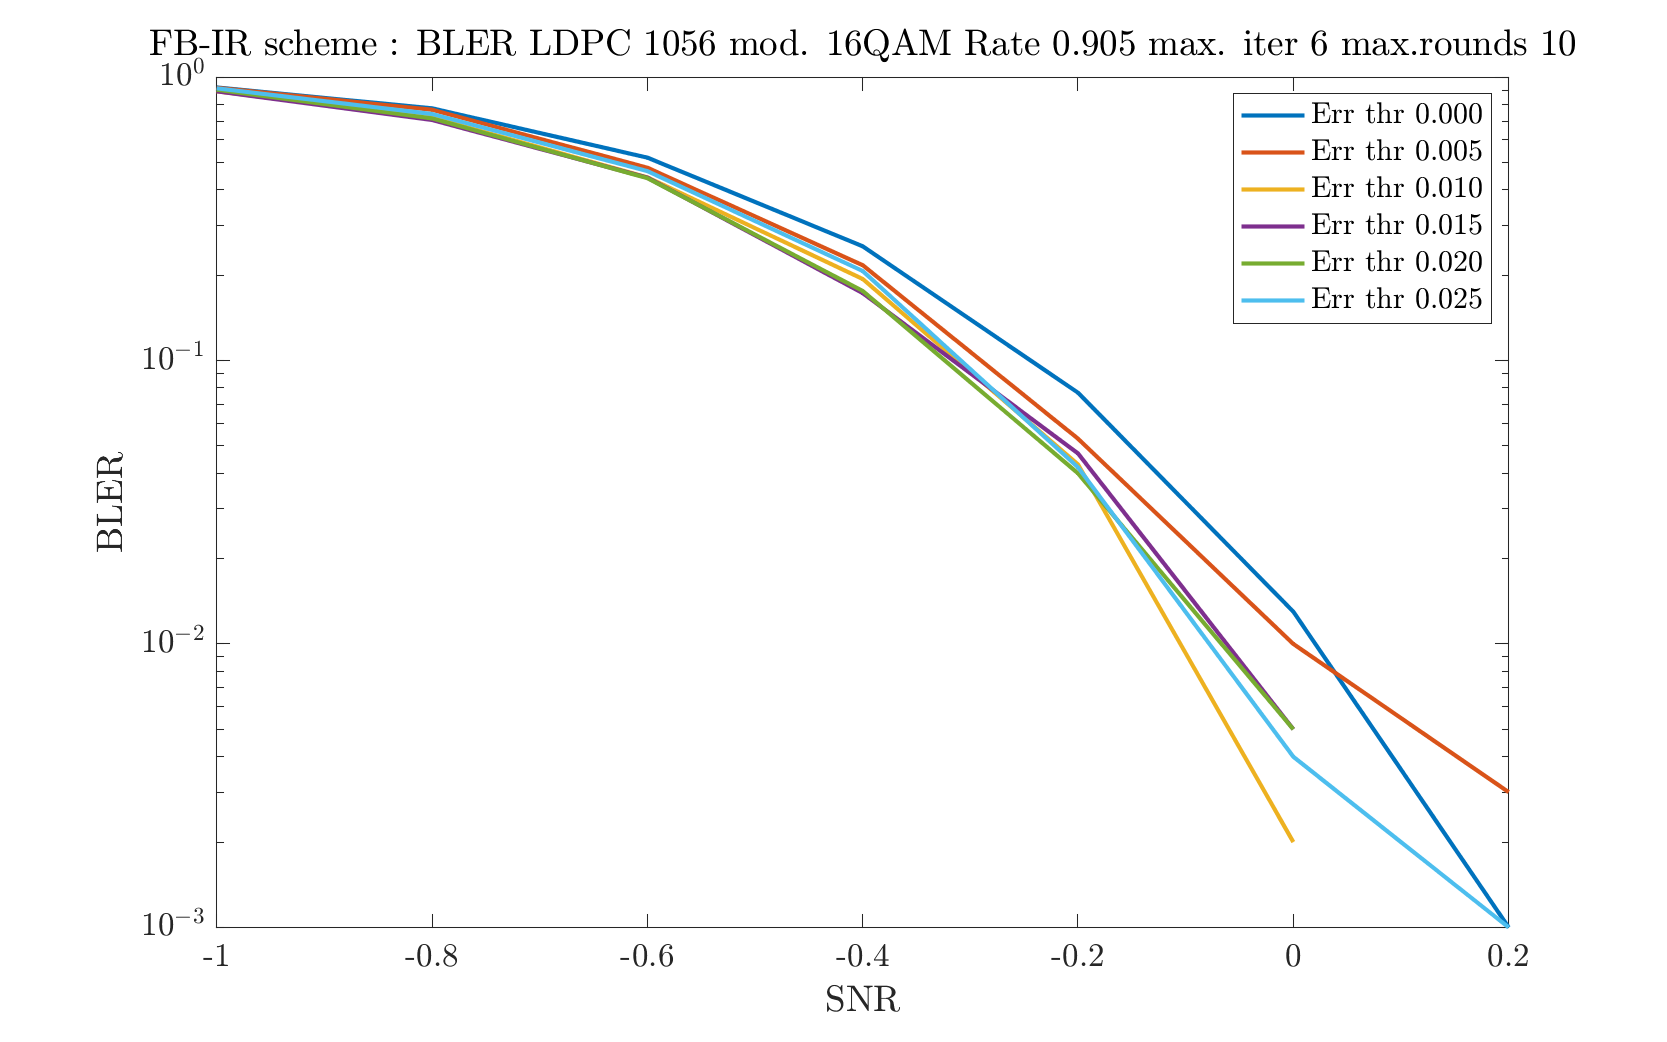 FB-IR scheme : BLER LDPC 1056 mod. 16QAM Rate 0.905 max. iter 6 max.rounds 10
10^0
10^-1
10^-2
10^-3
BLER
Err thr 0.000
Err thr 0.005
Err thr 0.010
Err thr 0.015
Err thr 0.020
Err thr 0.025
-1 -0.8 -0.6 -0.4 -0.2 0 0.2
SNR